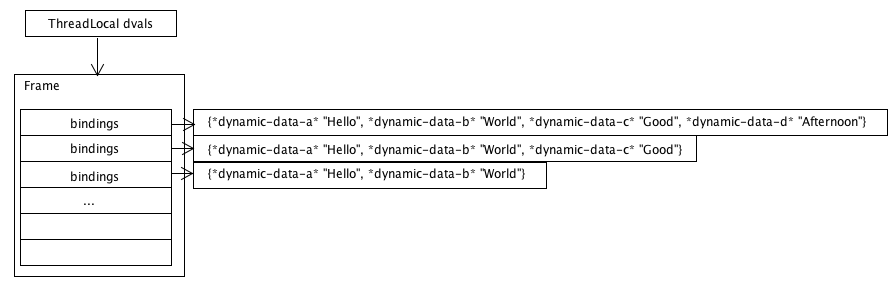 ThreadLocal dvals
Frame
bindings
{*dynamic-data-a* "Hello", *dynamic-data-b* "World", *dynamic-data-c* "Good", *dynamic-data-d* "Afternoon"}
bindings
{*dynamic-data-a* "Hello", *dynamic-data-b* "World", *dynamic-data-c* "Good"}
bindings
{*dynamic-data-a* "Hello", *dynamic-data-b* "World"}
...